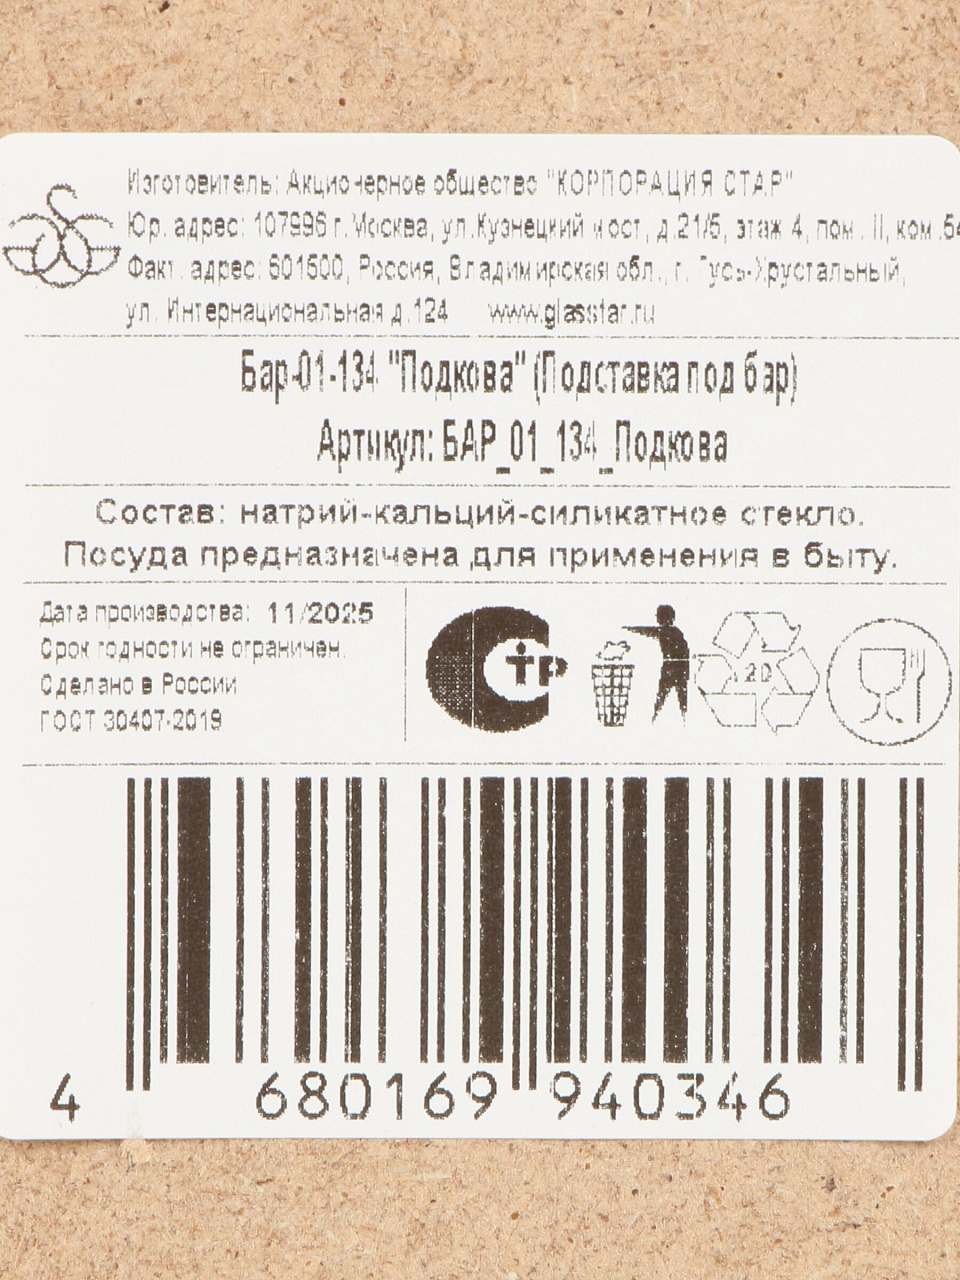 Изготовитель: Акционерное общество "КОРПОРАЦИЯ СТАР"
Юр. адрес: 107996 г. Москва, ул.Кузнецкий мост, д.21/5, этаж 4, пом. II, ком.54
Факт. адрес: 601500, Россия, Владимирская обл., г. Гусь-Хрустальный,
ул. Интернациональная д.124 www.glasstar.ru
Бар-01-134 "Подкова" (Подставка под бар)
Артикул: БАР_01_134_Подкова
Состав: натрий-кальций-силикатное стекло.
Посуда предназначена для применения в быту.
Дата производства: 11/2025
Срок годности не ограничен.
Сделано в России
ГОСТ 30407-2019
СТР
20
4 680169 940346